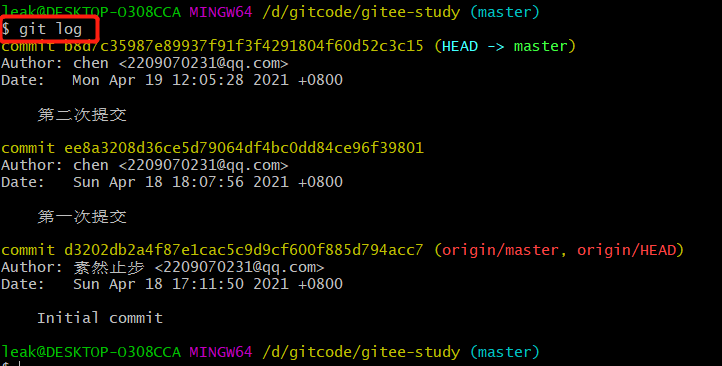 leak@DESKTOP-O308CCA MINGW64 /d/gitcode/gitee-study (master)
$ git log
commit b8d7c35987e89937f91f3f4291804f60d52c3c15 (HEAD -> master)
Author: chen <2209070231@qq.com>
Date:   Mon Apr 19 12:05:28 2021 +0800
    第二次提交
commit ee8a3208d36ce5d79064df4bc0dd84ce96f39801
Author: chen <2209070231@qq.com>
Date:   Sun Apr 18 18:07:56 2021 +0800
    第一次提交
commit d3202db2a4f87e1cac5c9d9cf600f885d794acc7 (origin/master, origin/HEAD)
Author: 蓦然止步 <2209070231@qq.com>
Date:   Sun Apr 18 17:11:50 2021 +0800
    Initial commit
leak@DESKTOP-O308CCA MINGW64 /d/gitcode/gitee-study (master)
$